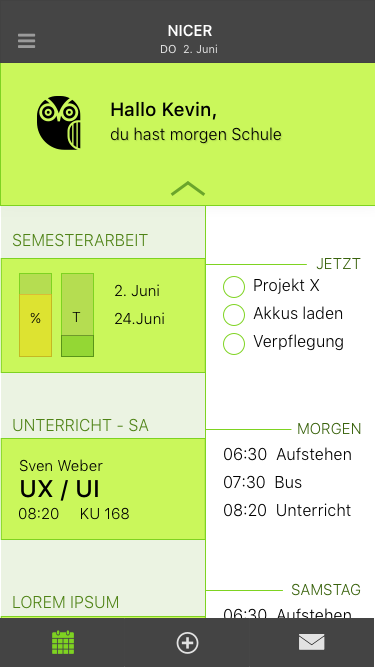 NICER
DO 2. Juni
Hallo Kevin,
du hast morgen Schule
SEMESTERARBEIT
%
T
2. Juni
24.Juni
JETZT
Projekt X
Akkus laden
Verpflegung
UNTERRICHT - SA
Sven Weber
UX / UI
08:20 KU 168
MORGEN
06:30 Aufstehen
07:30 Bus
08:20 Unterricht
LOREM IPSUM
SAMSTAG
06:30 Aufstehen